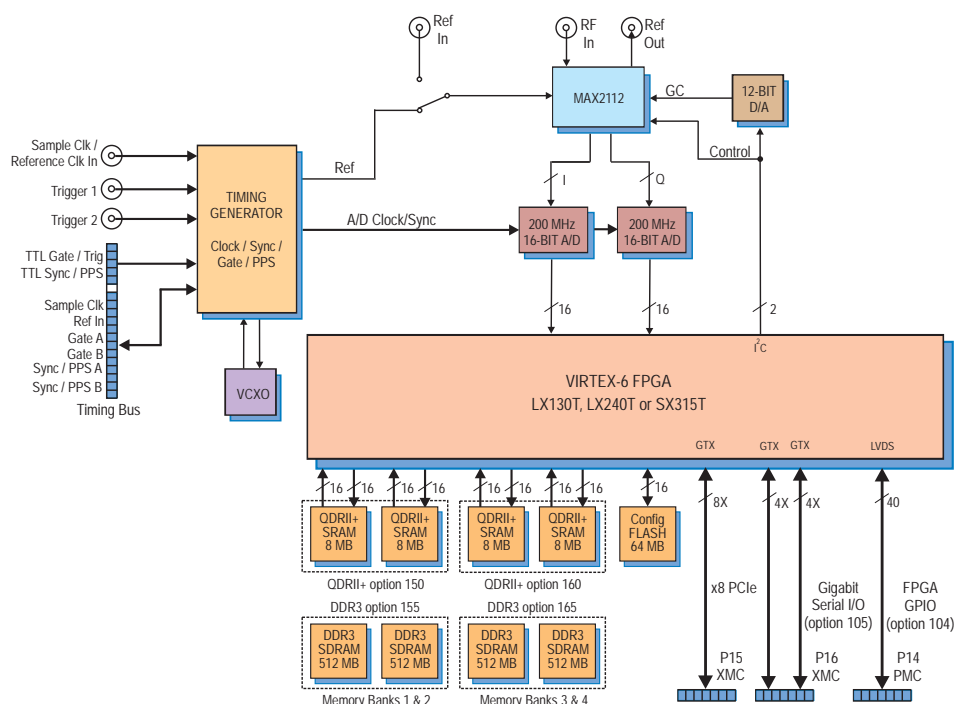 Ref
In
RF
In
Ref
Out
MAX2112
GC
12-BIT
D/A
Control
Sample Clk /
Reference Clk In
Trigger 1
Trigger 2
TTL Gate / Trig
TTL Sync / PPS
Sample Clk
Ref In
Gate A
Gate B
Sync / PPS A
Sync / PPS B
Timing Bus
TIMING
GENERATOR
Clock / Sync /
Gate / PPS
VCXO
Ref
A/D Clock/Sync
I
Q
200 MHz
16-BIT A/D
200 MHz
16-BIT A/D
16
16
2
I2C
VIRTEX-6 FPGA
LX130T, LX240T or SX315T
GTX
GTX
GTX
LVDS
16
16
16
16
16
16
16
16
16
8X
4X
4X
40
QDRII+
SRAM
8 MB
QDRII+
SRAM
8 MB
QDRII+
SRAM
8 MB
QDRII+
SRAM
8 MB
Config
FLASH
64 MB
QDRII+ option 150
QDRII+ option 160
DDR3 option 155
DDR3 option 165
DDR3
SDRAM
512 MB
DDR3
SDRAM
512 MB
DDR3
SDRAM
512 MB
DDR3
SDRAM
512 MB
Memory Banks 1 & 2
Memory Banks 3 & 4
x8 PCIe
Gigabit
Serial I/O
(option 105)
FPGA
GPIO
(option 104)
P15
XMC
P16
XMC
P14
PMC